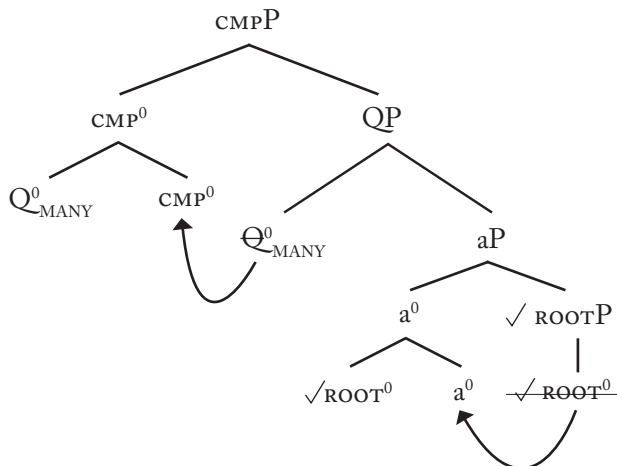 CMPP
CMP⁰ QP
Q⁰MANY CMP⁰ Q⁰MANY aP
a⁰ √ROOTP
√ROOT⁰ a⁰ √ROOT⁰